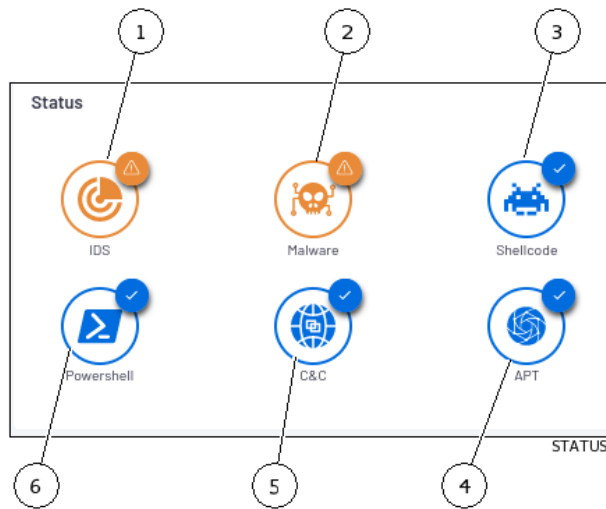 1 2 3
Status
IDS Malware Shellcode
Powershell C&C APT
STATUS
6 5 4